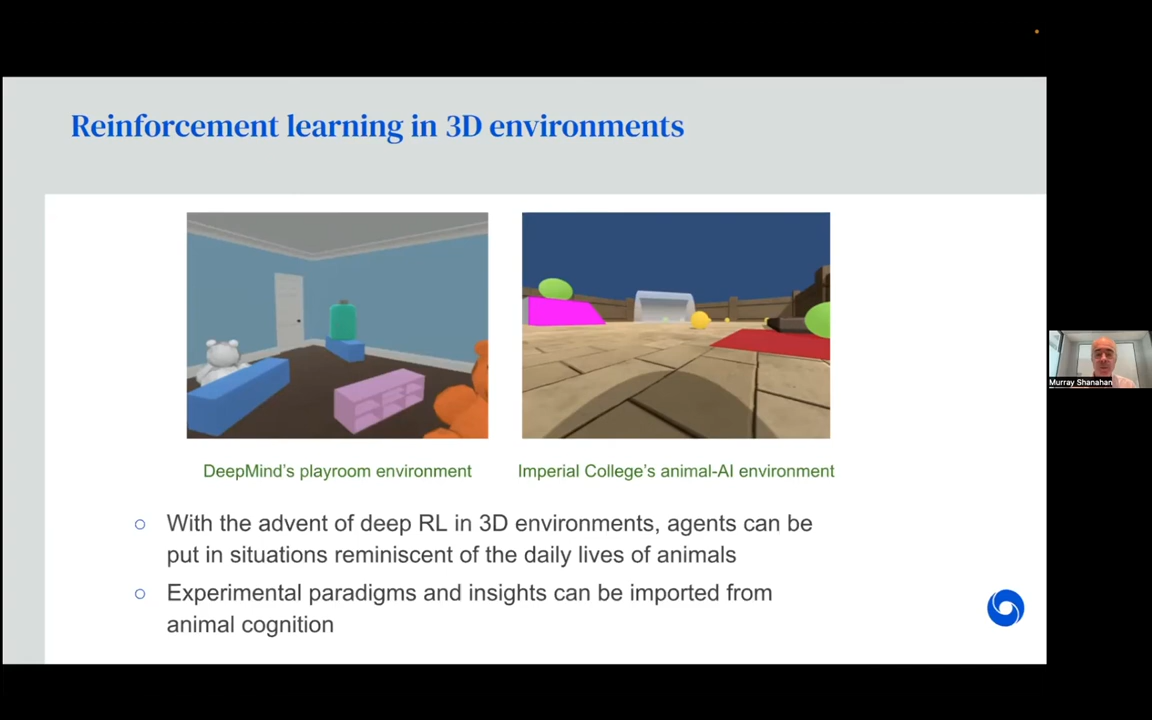 Reinforcement learning in 3D environments
DeepMind's playroom environment
Imperial College's animal-AI environment
○ With the advent of deep RL in 3D environments, agents can be
put in situations reminiscent of the daily lives of animals
○ Experimental paradigms and insights can be imported from
animal cognition
Murray Shanahan